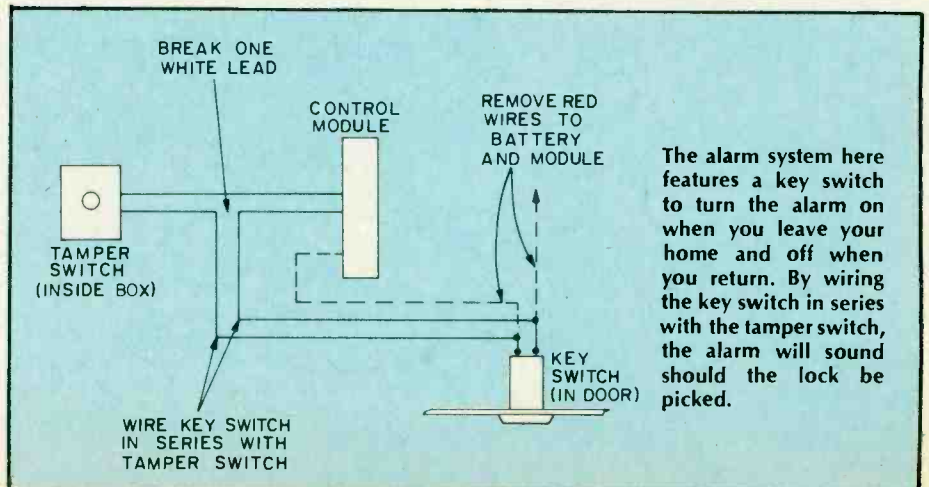 BREAK ONE
WHITE LEAD
CONTROL
MODULE
REMOVE RED
WIRES TO
BATTERY
AND MODULE
TAMPER
SWITCH
(INSIDE BOX)
KEY
SWITCH
(IN DOOR)
WIRE KEY SWITCH
IN SERIES WITH
TAMPER SWITCH
The alarm system here
features a key switch
to turn the alarm on
when you leave your
home and off when
you return. By wiring
the key switch in series
with the tamper switch,
the alarm will sound
should the lock be
picked.